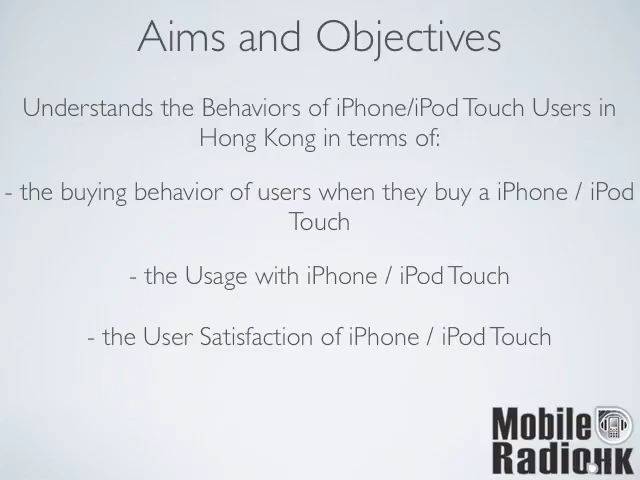 Aims and Objectives
Understands the Behaviors of iPhone/iPod Touch Users in
Hong Kong in terms of:
- the buying behavior of users when they buy a iPhone / iPod
Touch
- the Usage with iPhone / iPod Touch
- the User Satisfaction of iPhone / iPod Touch
Mobile
Radio.HK